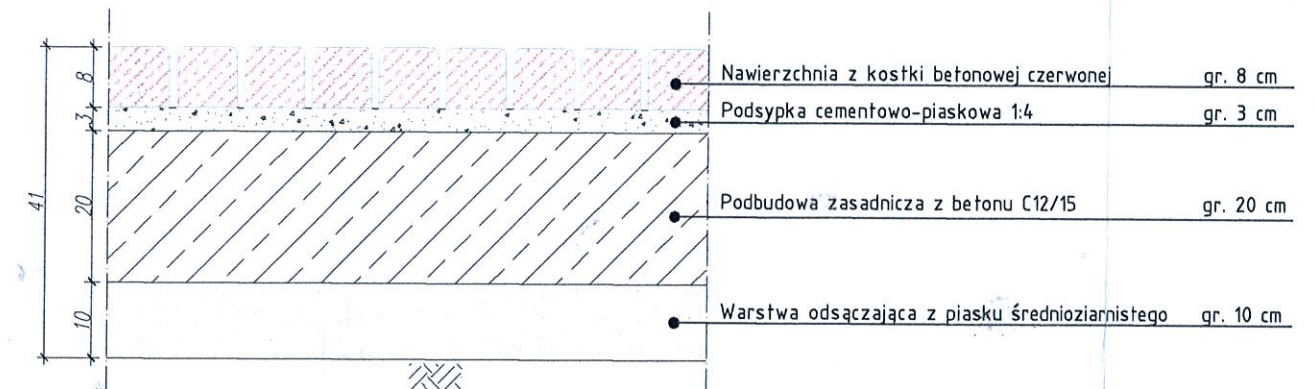 Nawierzchnia z kostki betonowej czerwonej gr. 8 cm
Podsypka cementowo-piaskowa 1:4 gr. 3 cm
Podbudowa zasadnicza z betonu C12/15 gr. 20 cm
Warstwa odsączająca z piasku średnioziarnistego gr. 10 cm
41
8
3
20
10